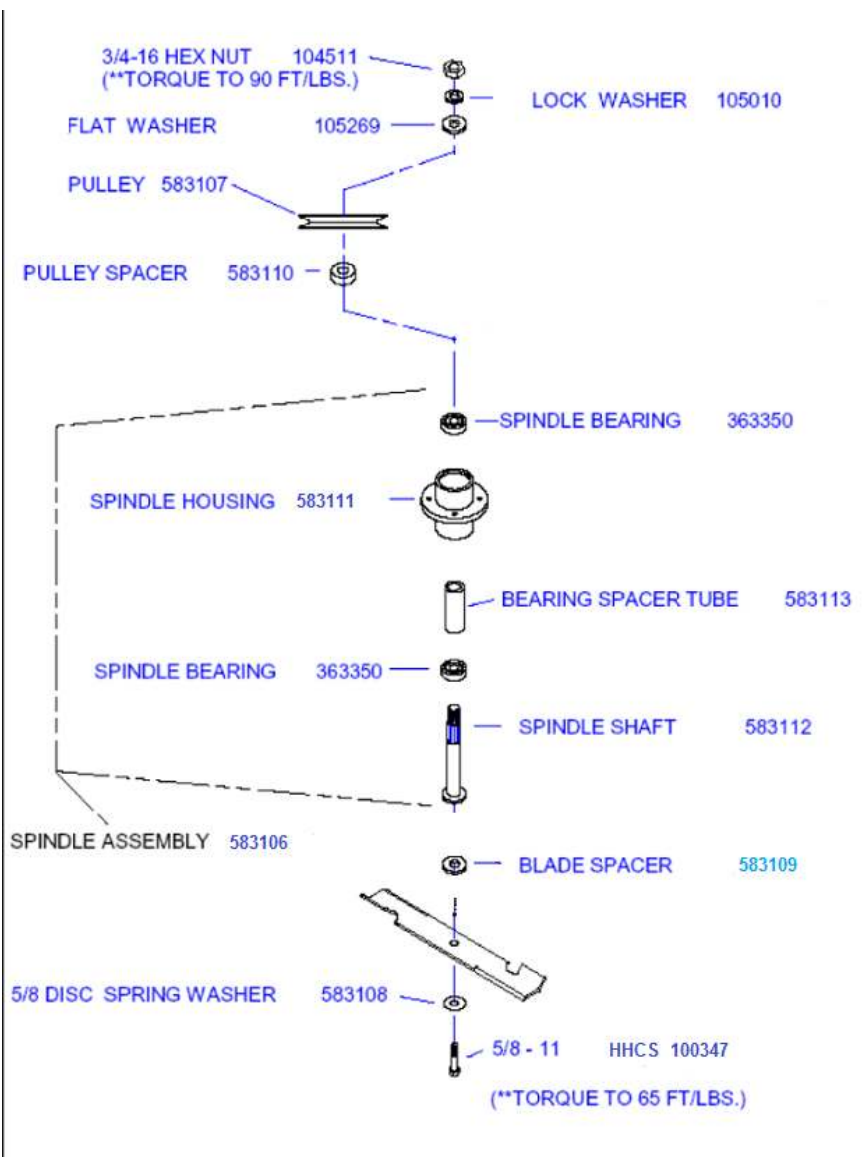 3/4-16 HEX NUT 104511
(**TORQUE TO 90 FT/LBS.)
LOCK WASHER 105010
FLAT WASHER 105269
PULLEY 583107
PULLEY SPACER 583110
SPINDLE BEARING 363350
SPINDLE HOUSING 583111
BEARING SPACER TUBE 583113
SPINDLE BEARING 363350
SPINDLE SHAFT 583112
SPINDLE ASSEMBLY 583106
BLADE SPACER 583109
5/8 DISC SPRING WASHER 583108
5/8 - 11 HHCS 100347
(**TORQUE TO 65 FT/LBS.)